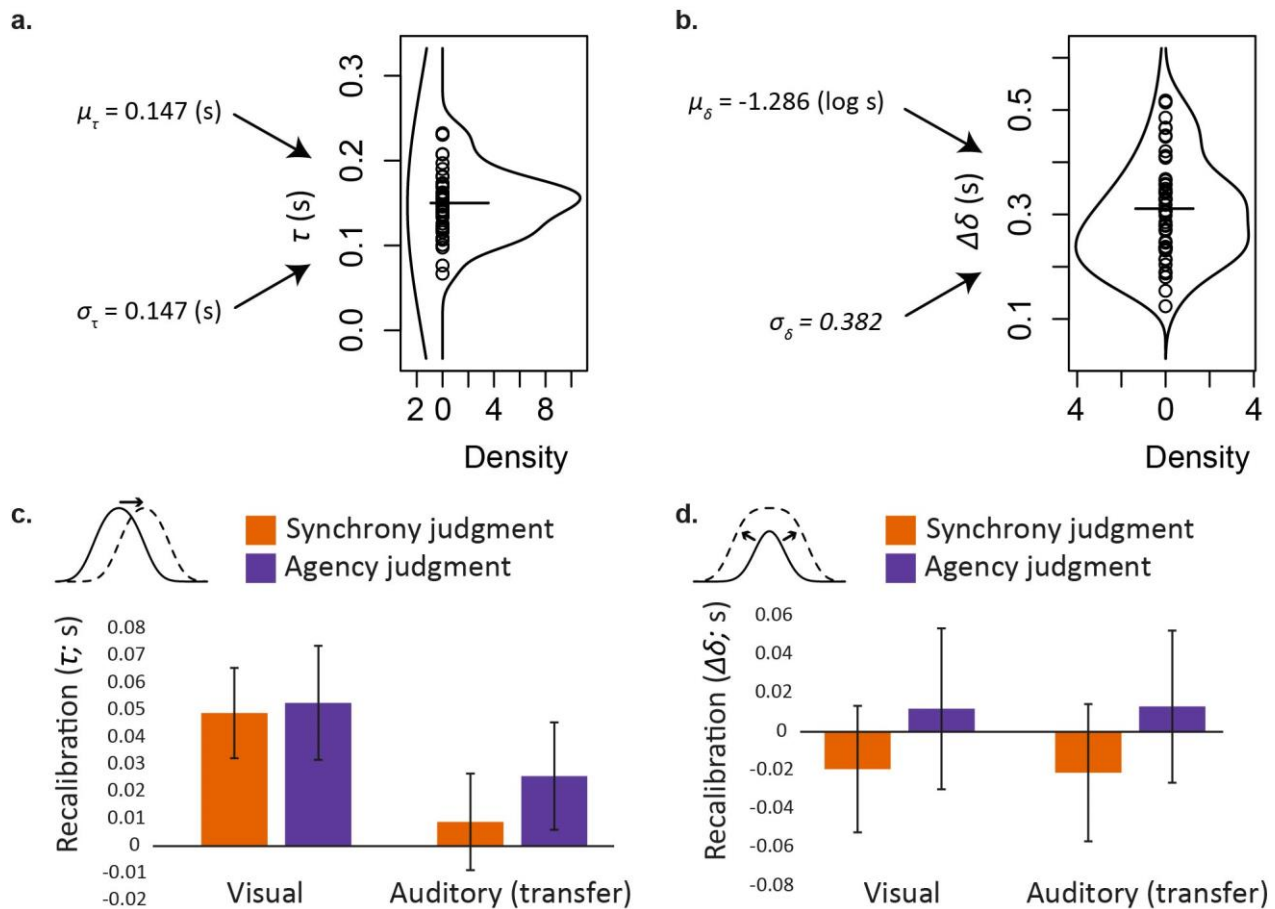 a.
μτ = 0.147 (s)
στ = 0.147 (s)
τ (s)
0.3
0.2
0.1
0.0
2 0 4 8
Density
b.
μδ = -1.286 (log s)
σδ = 0.382
Δδ (s)
0.5
0.3
0.1
4 0 4
Density
c.
Synchrony judgment
Agency judgment
Recalibration (τ; s)
0.08
0.07
0.06
0.05
0.04
0.03
0.02
0.01
0
-0.01
-0.02
Visual Auditory (transfer)
d.
Synchrony judgment
Agency judgment
Recalibration (Δδ; s)
0.06
0.04
0.02
0
-0.02
-0.04
-0.06
-0.08
Visual Auditory (transfer)